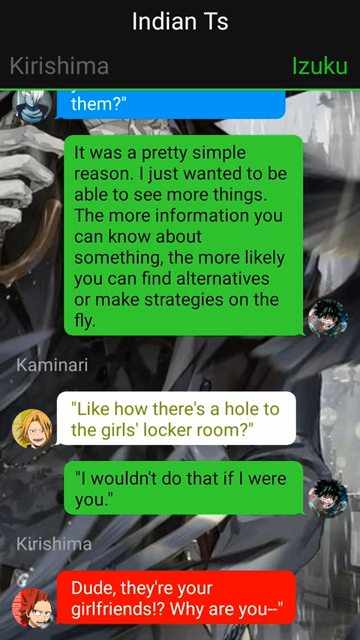 Indian Ts
Kirishima
Izuku
them?"
It was a pretty simple
reason. I just wanted to be
able to see more things.
The more information you
can know about
something, the more likely
you can find alternatives
or make strategies on the
fly.
Kaminari
"Like how there's a hole to
the girls' locker room?"
"I wouldn't do that if I were
you."
Kirishima
Dude, they're your
girlfriends!? Why are you--"